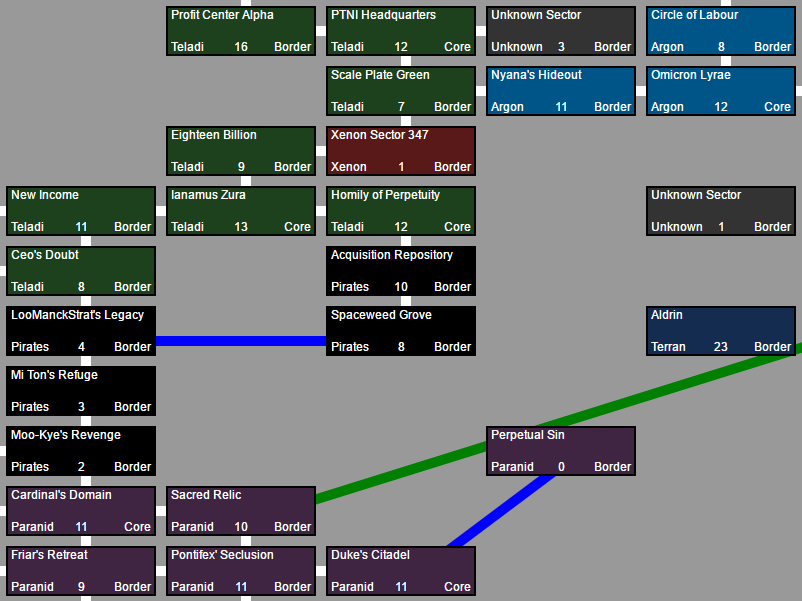 Profit Center Alpha
Teladi 16 Border
PTNI Headquarters
Teladi 12 Core
Unknown Sector
Unknown 3 Border
Circle of Labour
Argon 8 Border
Scale Plate Green
Teladi 7 Border
Nyana's Hideout
Argon 11 Border
Omicron Lyrae
Argon 12 Core
Eighteen Billion
Teladi 9 Border
Xenon Sector 347
Xenon 1 Border
New Income
Teladi 11 Border
Ianamus Zura
Teladi 13 Core
Homily of Perpetuity
Teladi 12 Core
Unknown Sector
Unknown 1 Border
Ceo's Doubt
Teladi 8 Border
Acquisition Repository
Pirates 10 Border
LooManckStrat's Legacy
Pirates 4 Border
Spaceweed Grove
Pirates 8 Border
Aldrin
Terran 23 Border
Mi Ton's Refuge
Pirates 3 Border
Moo-Kye's Revenge
Pirates 2 Border
Perpetual Sin
Paranid 0 Border
Cardinal's Domain
Paranid 11 Core
Sacred Relic
Paranid 10 Border
Friar's Retreat
Paranid 9 Border
Pontifex' Seclusion
Paranid 11 Border
Duke's Citadel
Paranid 11 Core